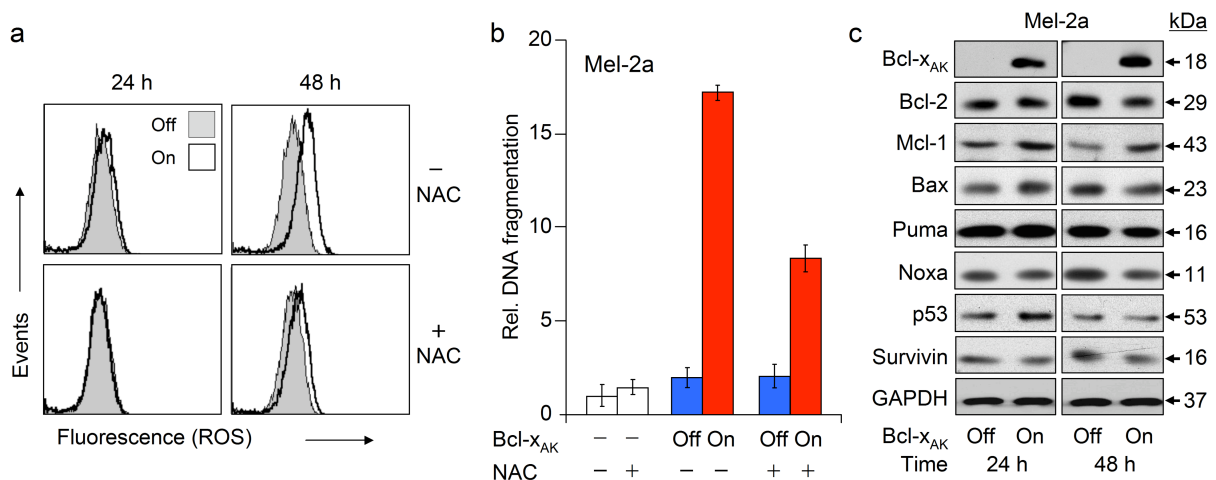 a
24 h 48 h
Off
On
– NAC
+ NAC
Events
Fluorescence (ROS)
b
Mel-2a
Rel. DNA fragmentation
20
15
10
5
0
Bcl-xAK Off On Off On
NAC – + – – + +
– –
c
Mel-2a kDa
Bcl-xAK 18
Bcl-2 29
Mcl-1 43
Bax 23
Puma 16
Noxa 11
p53 53
Survivin 16
GAPDH 37
Bcl-xAK Off On Off On
Time 24 h 48 h